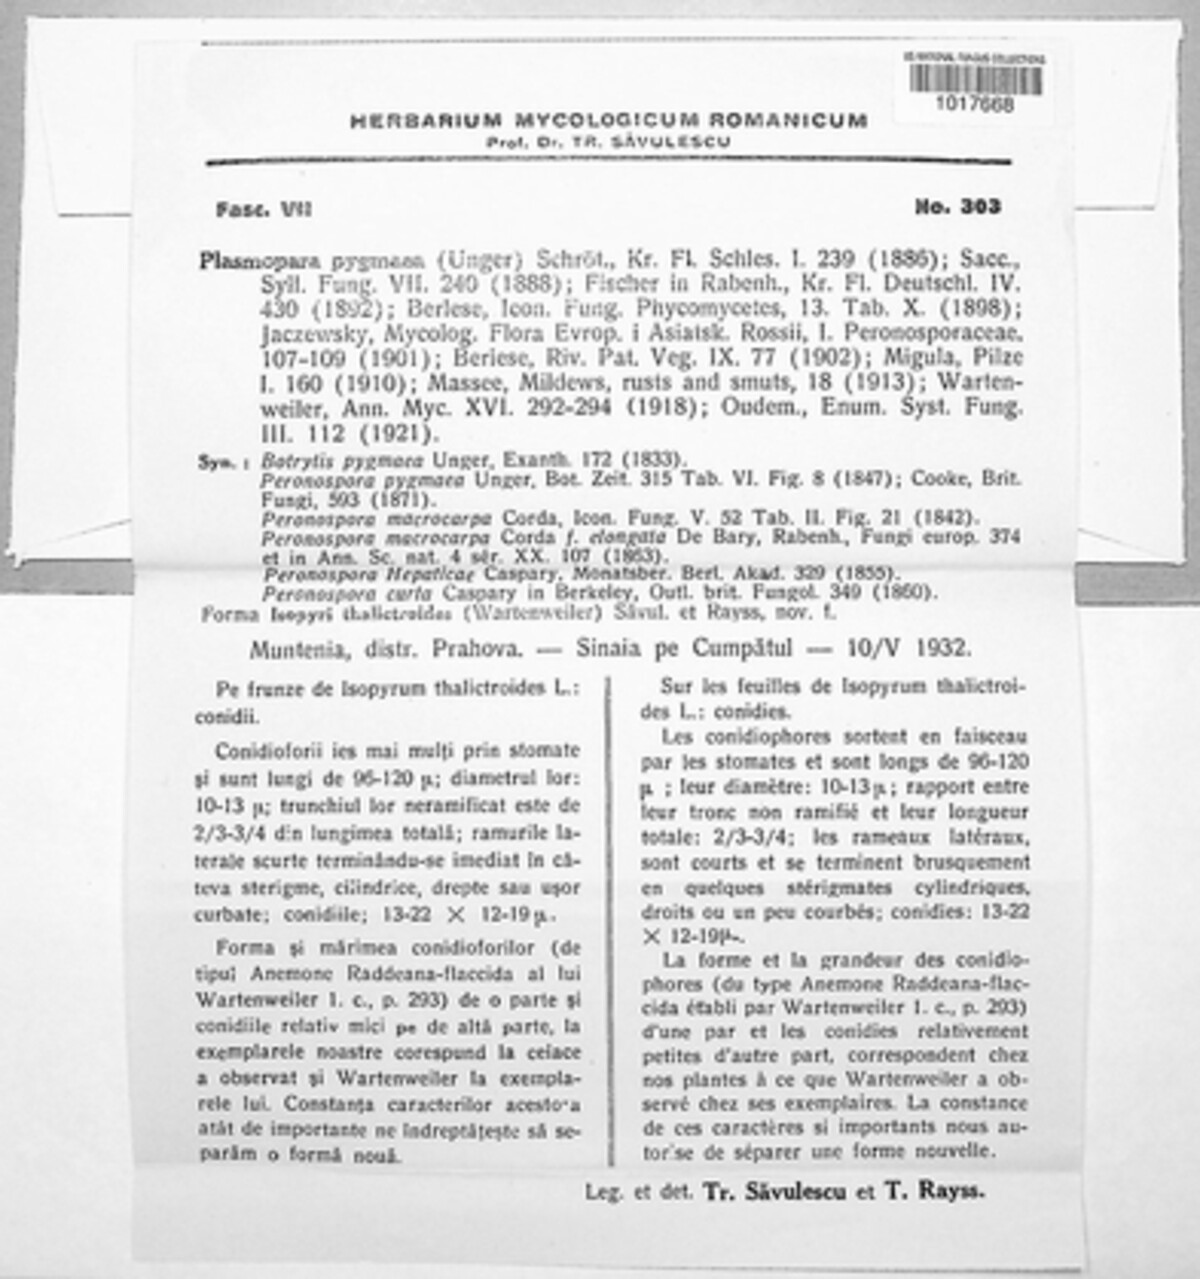 US NATIONAL FUNGUS COLLECTIONS
1017668
HERBARIUM MYCOLOGICUM ROMANICUM
Prof. Dr. TR. SĂVULESCU
Fasc. VII
No. 303
Plasmopara pygmaea (Unger) Schröt., Kr. Fl. Schles. I. 239 (1886); Sacc.,
Syll. Fung. VII. 240 (1888); Fischer in Rabenh., Kr. Fl. Deutschl. IV.
430 (1892); Berlese, Icon. Fung. Phycomycetes, 13. Tab. X. (1898);
Jaczewsky, Mycolog. Flora Evrop. i Asiatsk. Rossii, I. Peronosporaceae.
107-109 (1901); Berlese, Riv. Pat. Veg. IX. 77 (1902); Migula, Pilze
I. 160 (1910); Massee, Mildews, rusts and smuts, 18 (1913); Warten-
weiler, Ann. Myc. XVI. 292-294 (1918); Oudem., Enum. Syst. Fung.
III. 112 (1921).
Syn. : Botrytis pygmaea Unger, Exanth. 172 (1833).
Peronospora pygmaea Unger, Bot. Zeit. 315 Tab. VI. Fig. 8 (1847); Cooke, Brit.
Fungi, 593 (1871).
Peronospora macrocarpa Corda, Icon. Fung. V. 52 Tab. II. Fig. 21 (1842).
Peronospora macrocarpa Corda f. elongata De Bary, Rabenh., Fungi europ. 374
et in Ann. Sc. nat. 4 sér. XX. 107 (1863).
Peronospora Hepaticae Caspary, Monatsber. Berl. Akad. 329 (1855).
Peronospora curta Caspary in Berkeley, Outl. brit. Fungol. 349 (1860).
Forma Isopyri thalictroides (Wartenweiler) Săvul. et Rayss, nov. f.
Muntenia, distr. Prahova. — Sinaia pe Cumpătul — 10/V 1932.
Pe frunze de Isopyrum thalictroides L.:
conidii.
Conidioforii ies mai mulți prin stomate
și sunt lungi de 96-120 µ; diametrul lor:
10-13 µ; trunchiul lor neramificat este de
2/3-3/4 din lungimea totală; ramurile la-
terale scurte terminându-se imediat în câ-
teva sterigme, cilindrice, drepte sau ușor
curbate; conidiile; 13-22 × 12-19 µ.
Forma și mărimea conidioforilor (de
tipul Anemone Raddeana-flaccida al lui
Wartenweiler l. c., p. 293) de o parte și
conidiile relativ mici pe de altă parte, la
exemplarele noastre corespund la ceiace
a observat și Wartenweiler la exempla-
rele lui. Constanța caracterilor acestora
atât de importante ne îndreptățește să se-
parăm o formă nouă.
Sur les feuilles de Isopyrum thalictroi-
des L.: conidies.
Les conidiophores sortent en faisceau
par les stomates et sont longs de 96-120
µ ; leur diamètre: 10-13 µ; rapport entre
leur tronc non ramifié et leur longueur
totale: 2/3-3/4; les rameaux latéraux,
sont courts et se terminent brusquement
en quelques stérigmates cylindriques,
droits ou un peu courbés; conidies: 13-22
× 12-19µ.
La forme et la grandeur des conidio-
phores (du type Anemone Raddeana-flac-
cida établi par Wartenweiler l. c., p. 293)
d'une par et les conidies relativement
petites d'autre part, correspondent chez
nos plantes à ce que Wartenweiler a ob-
servé chez ses exemplaires. La constance
de ces caractères si importants nous au-
tor'se de séparer une forme nouvelle.
Leg. et det. Tr. Săvulescu et T. Rayss.